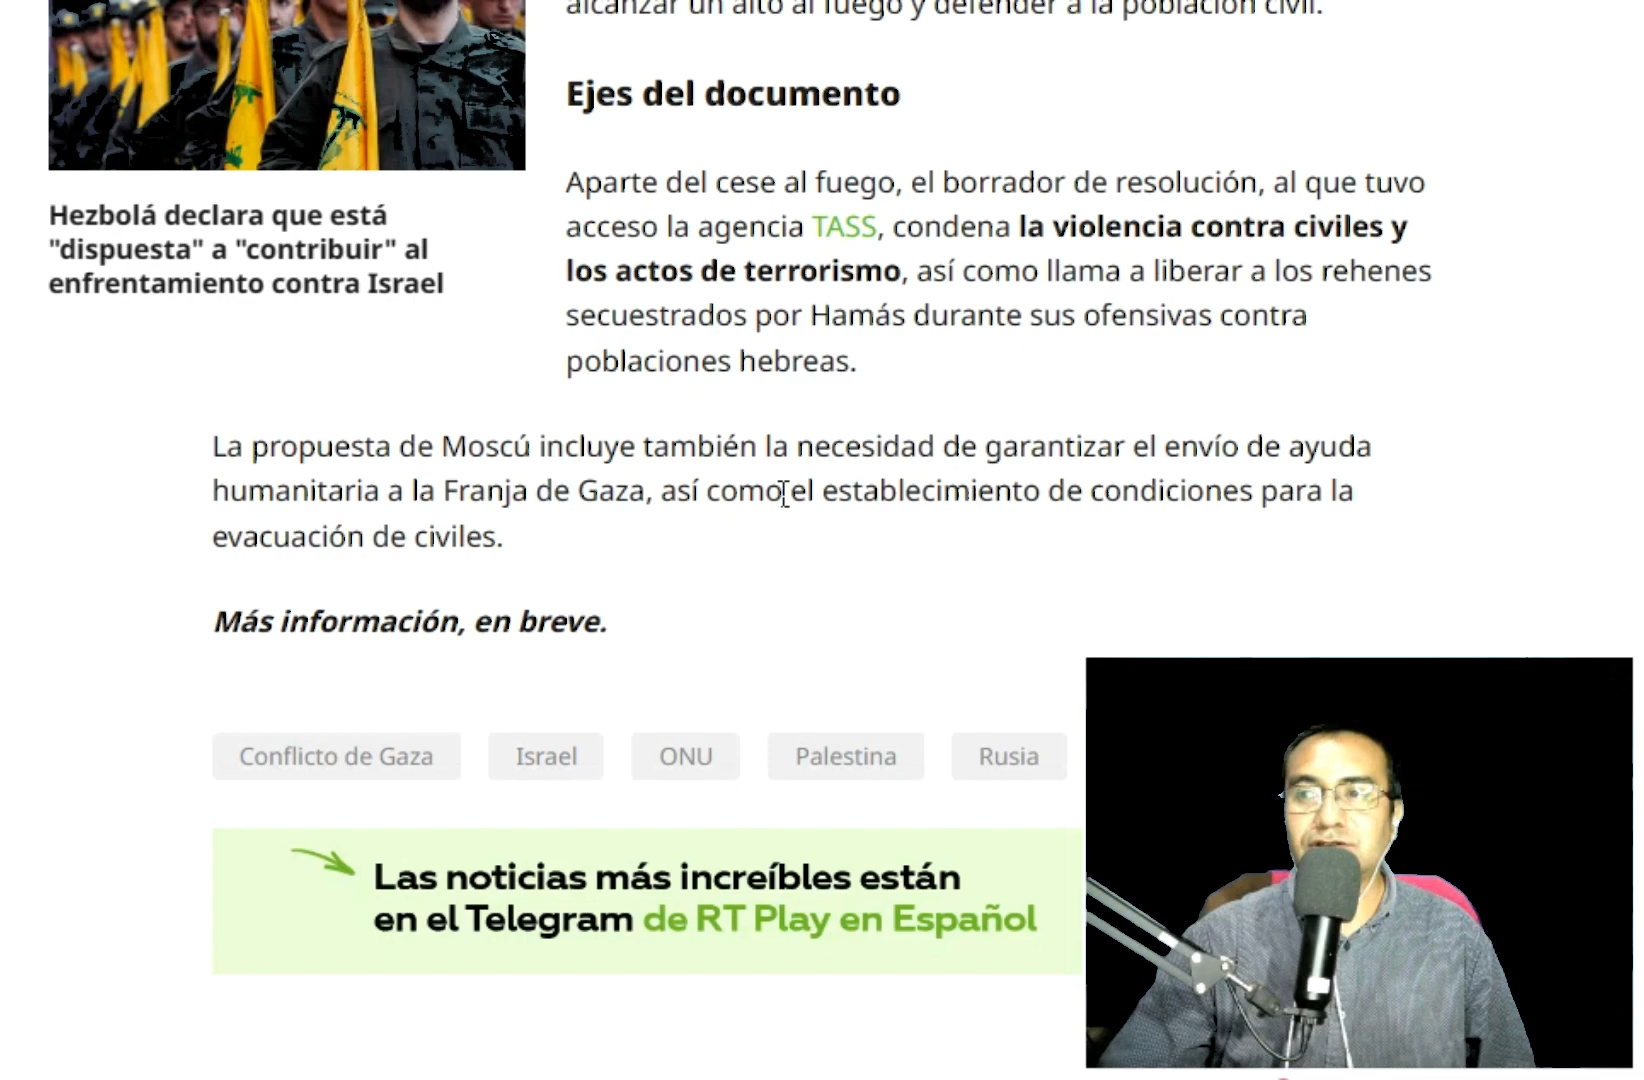 alcanzar un alto al fuego y defender a la población civil.
Ejes del documento
Aparte del cese al fuego, el borrador de resolución, al que tuvo
acceso la agencia TASS, condena la violencia contra civiles y
los actos de terrorismo, así como llama a liberar a los rehenes
secuestrados por Hamás durante sus ofensivas contra
poblaciones hebreas.
Hezbolá declara que está
"dispuesta" a "contribuir" al
enfrentamiento contra Israel
La propuesta de Moscú incluye también la necesidad de garantizar el envío de ayuda
humanitaria a la Franja de Gaza, así como el establecimiento de condiciones para la
evacuación de civiles.
Más información, en breve.
Conflicto de Gaza Israel ONU Palestina Rusia
Las noticias más increíbles están
en el Telegram de RT Play en Español